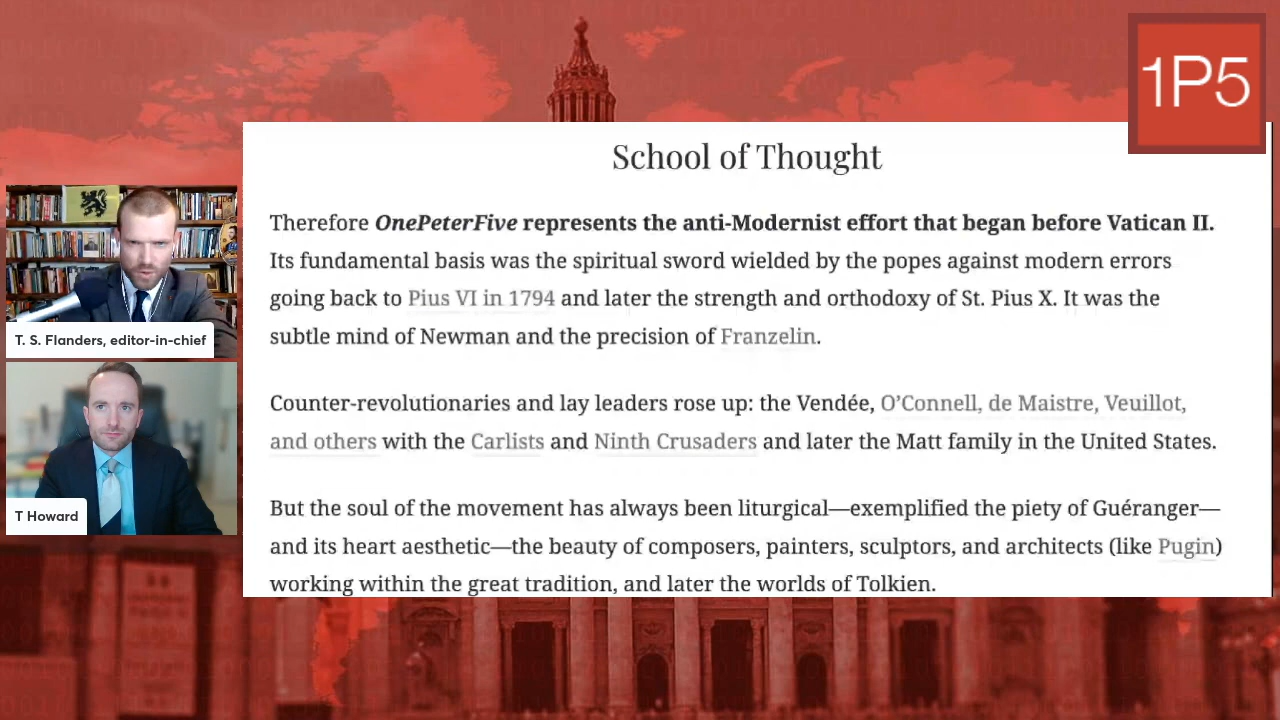 1P5
School of Thought
Therefore OnePeterFive represents the anti-Modernist effort that began before Vatican II.
Its fundamental basis was the spiritual sword wielded by the popes against modern errors
going back to Pius VI in 1794 and later the strength and orthodoxy of St. Pius X. It was the
subtle mind of Newman and the precision of Franzelin.
Counter-revolutionaries and lay leaders rose up: the Vendée, O’Connell, de Maistre, Veuillot,
and others with the Carlists and Ninth Crusaders and later the Matt family in the United States.
But the soul of the movement has always been liturgical—exemplified the piety of Guéranger—
and its heart aesthetic—the beauty of composers, painters, sculptors, and architects (like Pugin)
working within the great tradition, and later the worlds of Tolkien.
T. S. Flanders, editor-in-chief
T Howard